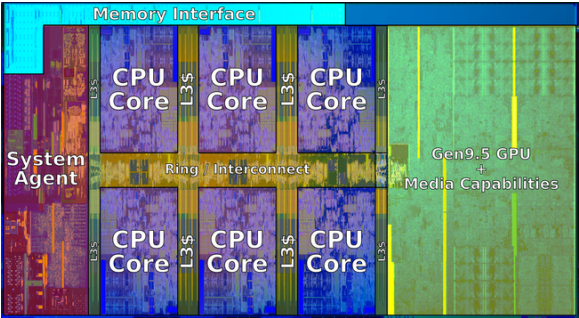 Memory Interface
CPU
Core
CPU
Core
CPU
Core
L3$
L3$
L3$
L3$
System
Agent
Ring / Interconnect
Gen9.5 GPU
+
Media Capabilities
CPU
Core
CPU
Core
CPU
Core
L3$
L3$
L3$
L3$